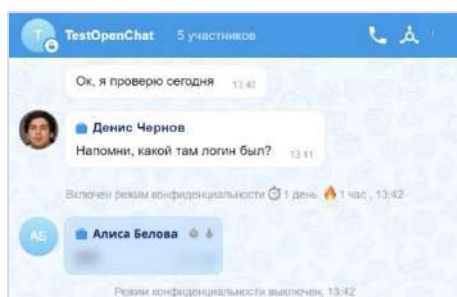 T TestOpenChat 5 участников
Ок, я проверю сегодня 13:40
Денис Чернов
Напомни, какой там логин был? 13:41
Включен режим конфиденциальности 1 день 1 час , 13:42
АБ Алиса Белова
Режим конфиденциальности выключен, 13:42